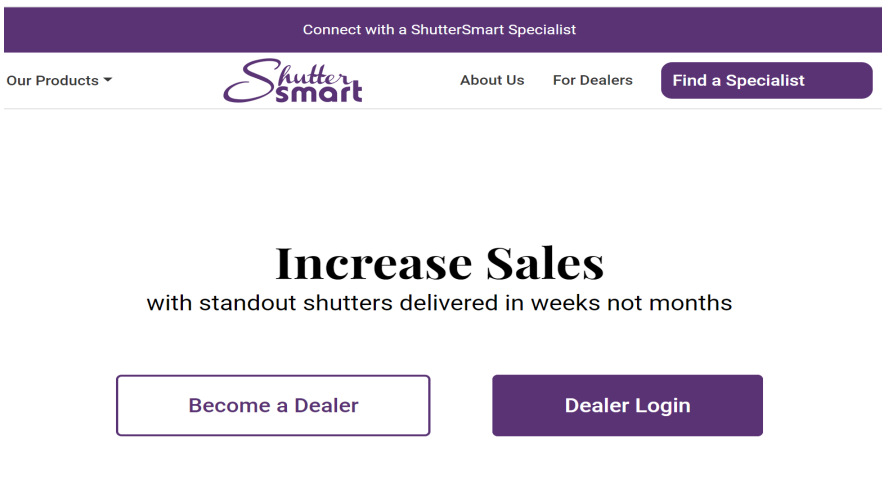 Connect with a ShutterSmart Specialist
Our Products
Shutter
smart
About Us
For Dealers
Find a Specialist
Increase Sales
with standout shutters delivered in weeks not months
Become a Dealer
Dealer Login